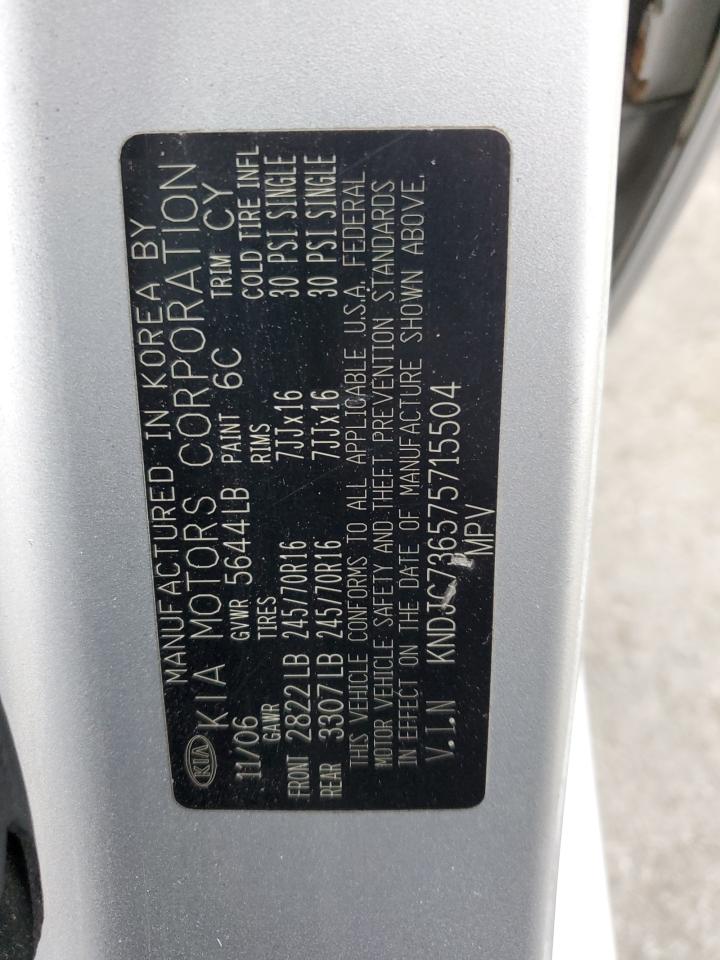 MANUFACTURED IN KOREA BY
KIA KIA MOTORS CORPORATION
11/06 GVWR 5644LB PAINT 6C TRIM CY
GAWR TIRES RIMS COLD TIRE INFL
FRONT 2822LB 245/70R16 7JJx16 30 PSI SINGLE
REAR 3307LB 245/70R16 7JJx16 30 PSI SINGLE
THIS VEHICLE CONFORMS TO ALL APPLICABLE U.S.A. FEDERAL
MOTOR VEHICLE SAFETY AND THEFT PREVENTION STANDARDS
IN EFFECT ON THE DATE OF MANUFACTURE SHOWN ABOVE.
V.I.N KNDJC736575715504
MPV